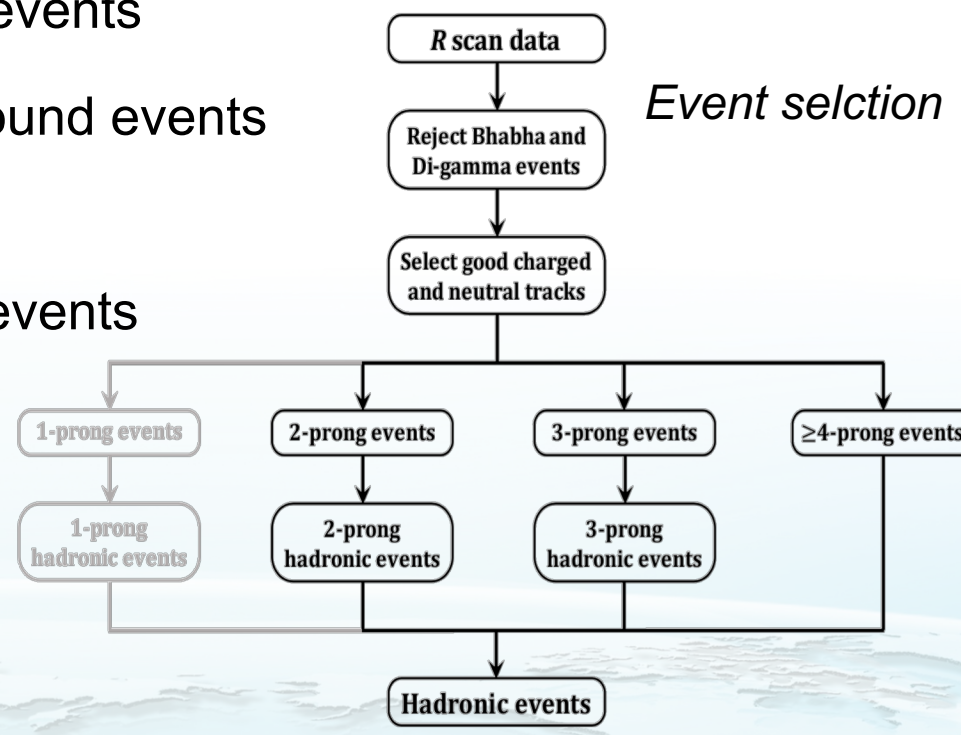 events
ound events
events
Event selction
R scan data
Reject Bhabha and
Di-gamma events
Select good charged
and neutral tracks
1-prong events
2-prong events
3-prong events
≥4-prong events
1-prong
hadronic events
2-prong
hadronic events
3-prong
hadronic events
Hadronic events